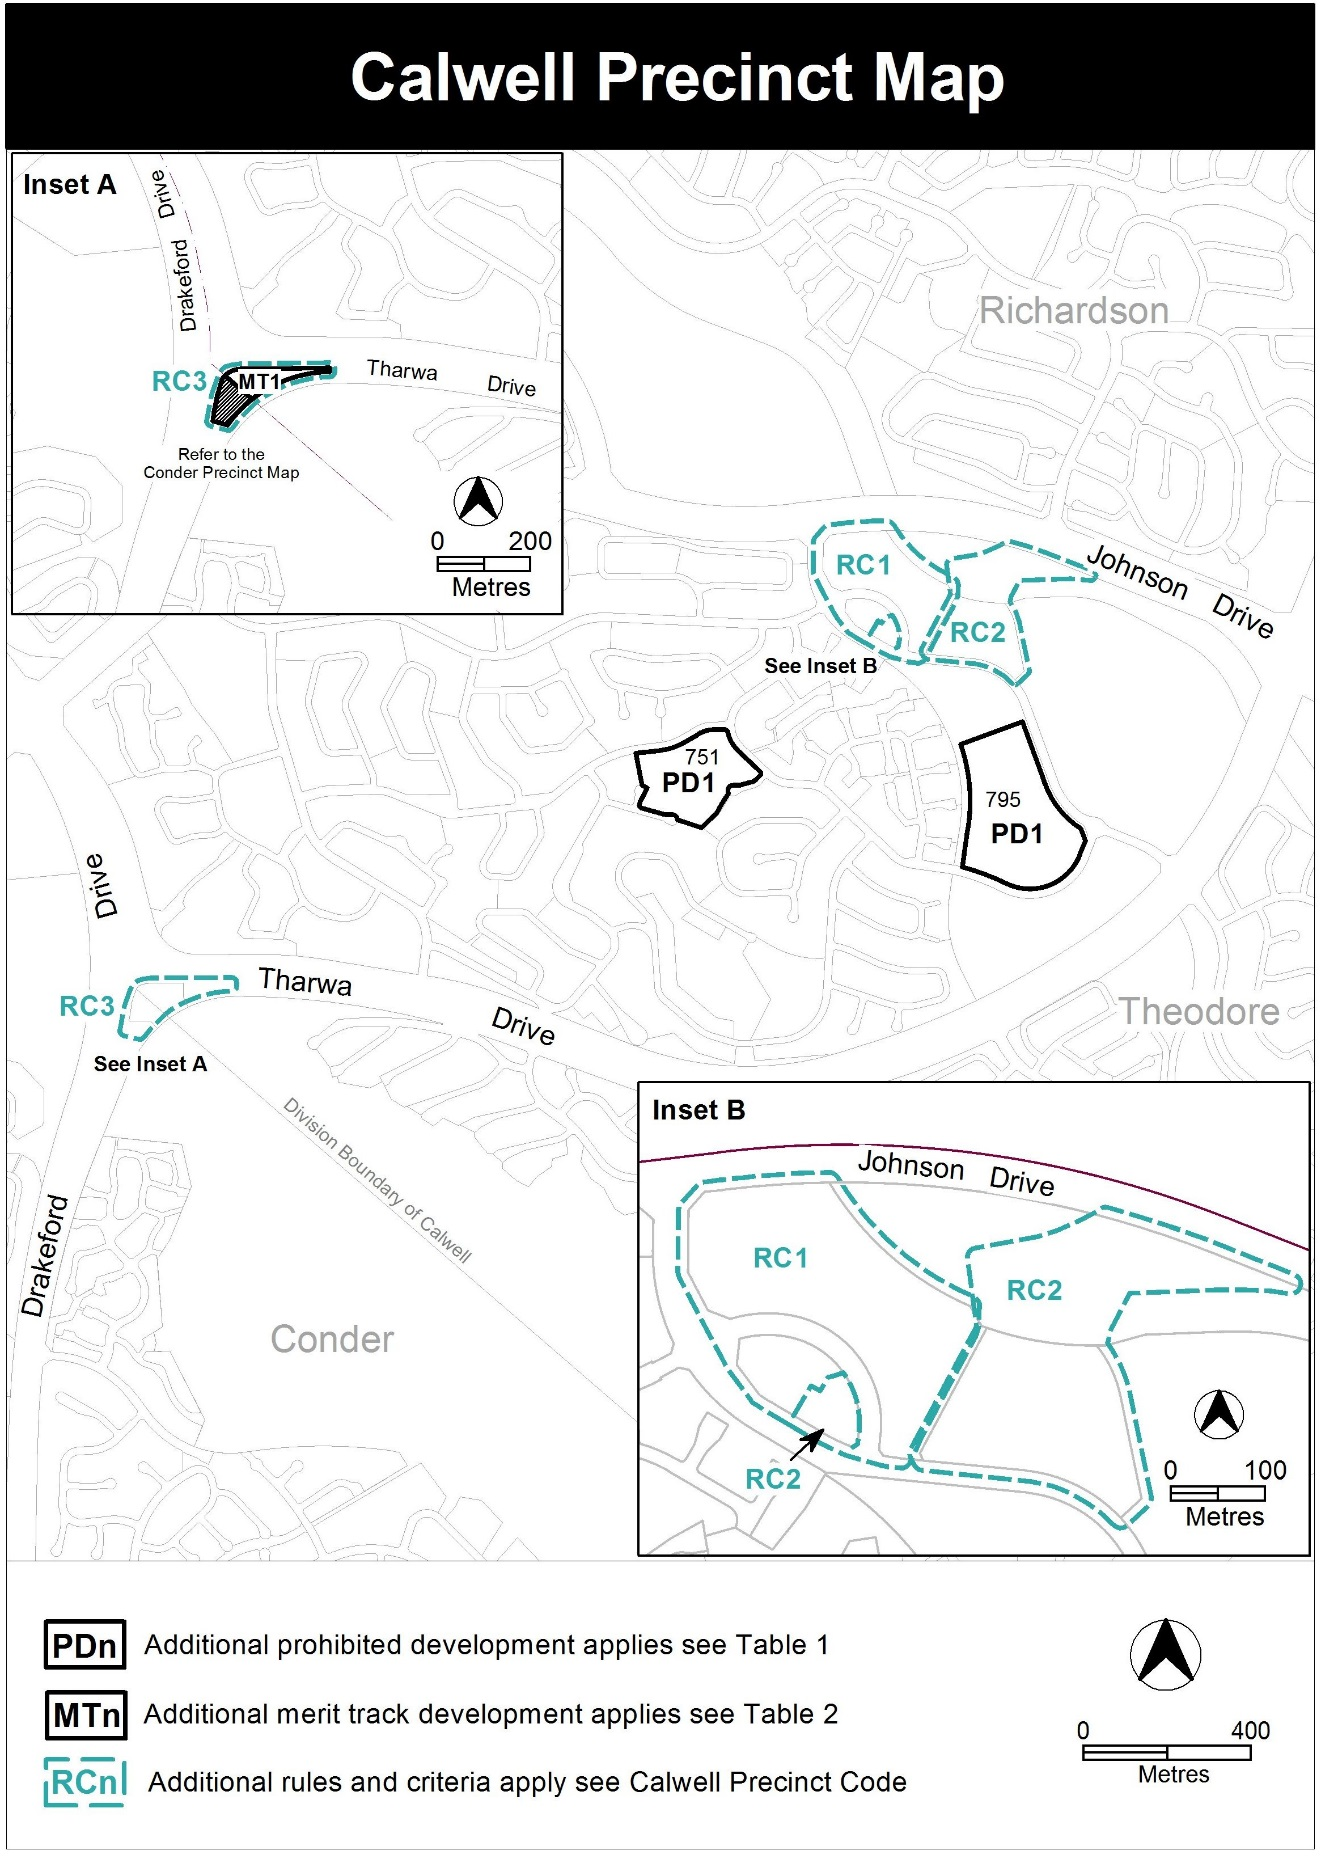 Calwell Precinct Map
Inset A
Drakeford Drive
RC3
MT1
Tharwa Drive
Refer to the
Conder Precinct Map
0 200
Metres
Richardson
RC1
Johnson Drive
RC2
See Inset B
751
PD1
795
PD1
Drive
Tharwa
Drive
RC3
See Inset A
Theodore
Division Boundary of Calwell
Drakeford
Conder
Inset B
Johnson Drive
RC1
RC2
RC2
0 100
Metres
PDn Additional prohibited development applies see Table 1
MTn Additional merit track development applies see Table 2
RCn Additional rules and criteria apply see Calwell Precinct Code
0 400
Metres